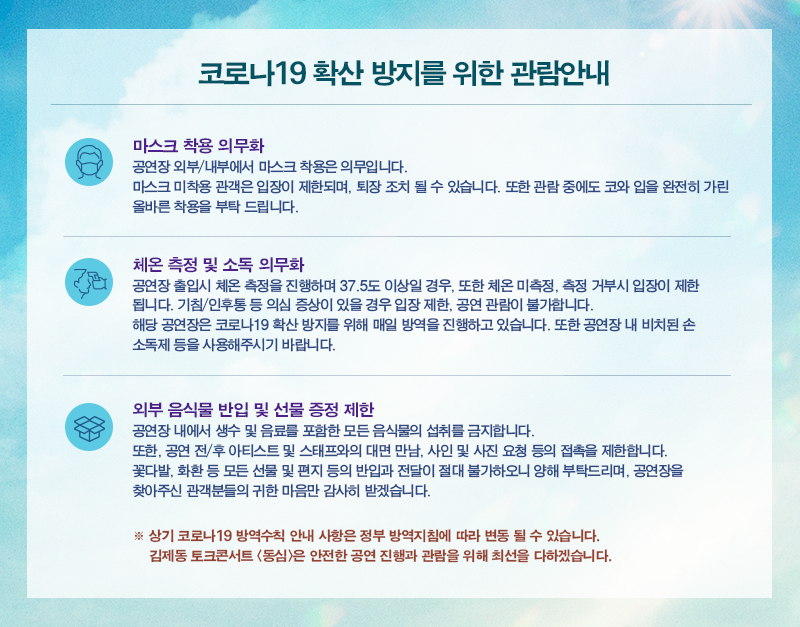 코로나19 확산 방지를 위한 관람안내
마스크 착용 의무화
공연장 외부/내부에서 마스크 착용은 의무입니다.
마스크 미착용 관객은 입장이 제한되며, 퇴장 조치 될 수 있습니다. 또한 관람 중에도 코와 입을 완전히 가린
올바른 착용을 부탁 드립니다.
체온 측정 및 소독 의무화
공연장 출입시 체온 측정을 진행하며 37.5도 이상일 경우, 또한 체온 미측정, 측정 거부시 입장이 제한
됩니다. 기침/인후통 등 의심 증상이 있을 경우 입장 제한, 공연 관람이 불가합니다.
해당 공연장은 코로나19 확산 방지를 위해 매일 방역을 진행하고 있습니다. 또한 공연장 내 비치된 손
소독제 등을 사용해주시기 바랍니다.
외부 음식물 반입 및 선물 증정 제한
공연장 내에서 생수 및 음료를 포함한 모든 음식물의 섭취를 금지합니다.
또한, 공연 전/후 아티스트 및 스태프와의 대면 만남, 사인 및 사진 요청 등의 접촉을 제한합니다.
꽃다발, 화환 등 모든 선물 및 편지 등의 반입과 전달이 절대 불가하오니 양해 부탁드리며, 공연장을
찾아주신 관객분들의 귀한 마음만 감사히 받겠습니다.
※ 상기 코로나19 방역수칙 안내 사항은 정부 방역지침에 따라 변동 될 수 있습니다.
김제동 토크콘서트 〈동심〉은 안전한 공연 진행과 관람을 위해 최선을 다하겠습니다.